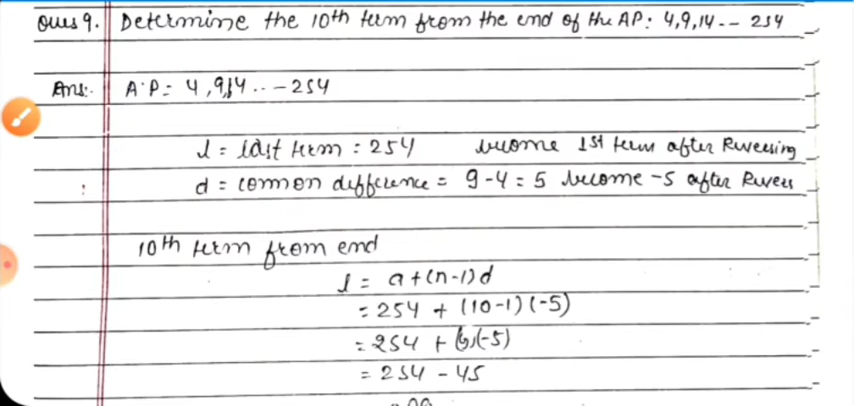 Ques 9. Determine the 10th term from the end of the AP: 4,9,14-- 254
Ans:- A.P = 4,9,14..- 254
l = last term = 254 become 1st term after Reversing
d = common diffcrence = 9-4 = 5 become -5 after Revers
10th term from end
l = a+(n-1)d
= 254 + (10-1)(-5)
= 254 + (-5)
= 254 - 45